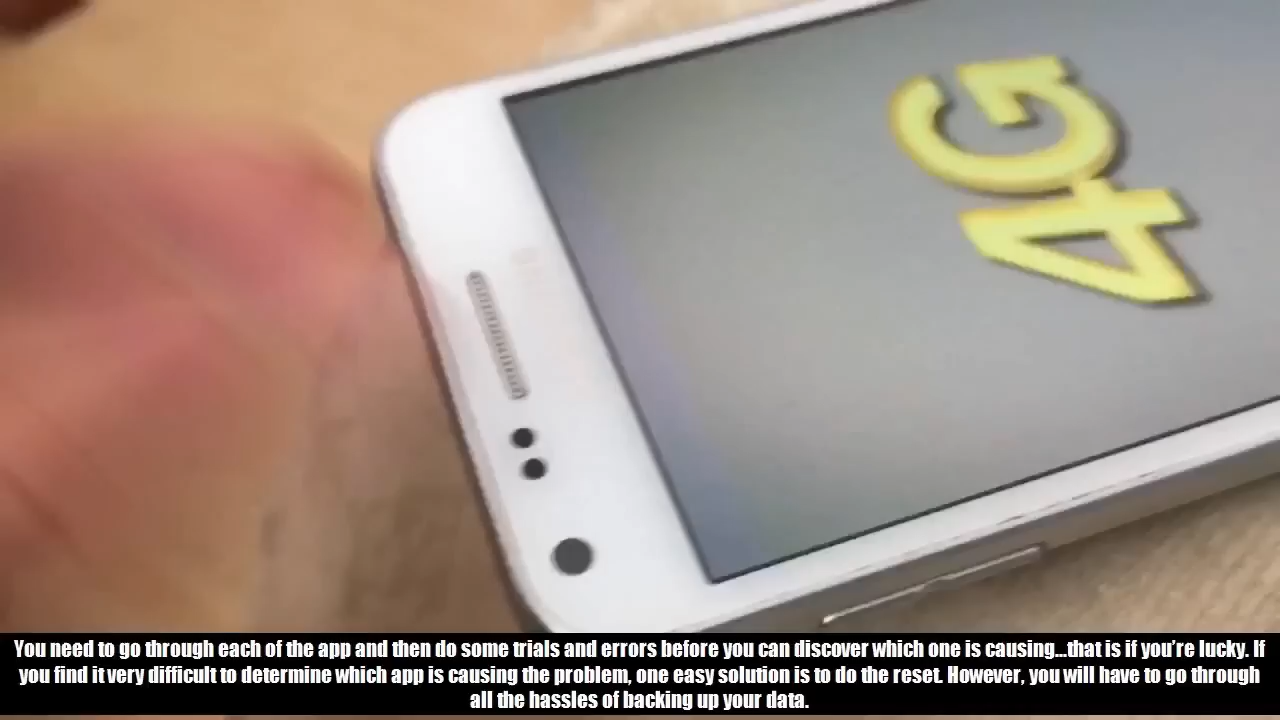 4G
You need to go through each of the app and then do some trials and errors before you can discover which one is causing...that is if you're lucky. If
you find it very difficult to determine which app is causing the problem, one easy solution is to do the reset. However, you will have to go through
all the hassles of backing up your data.